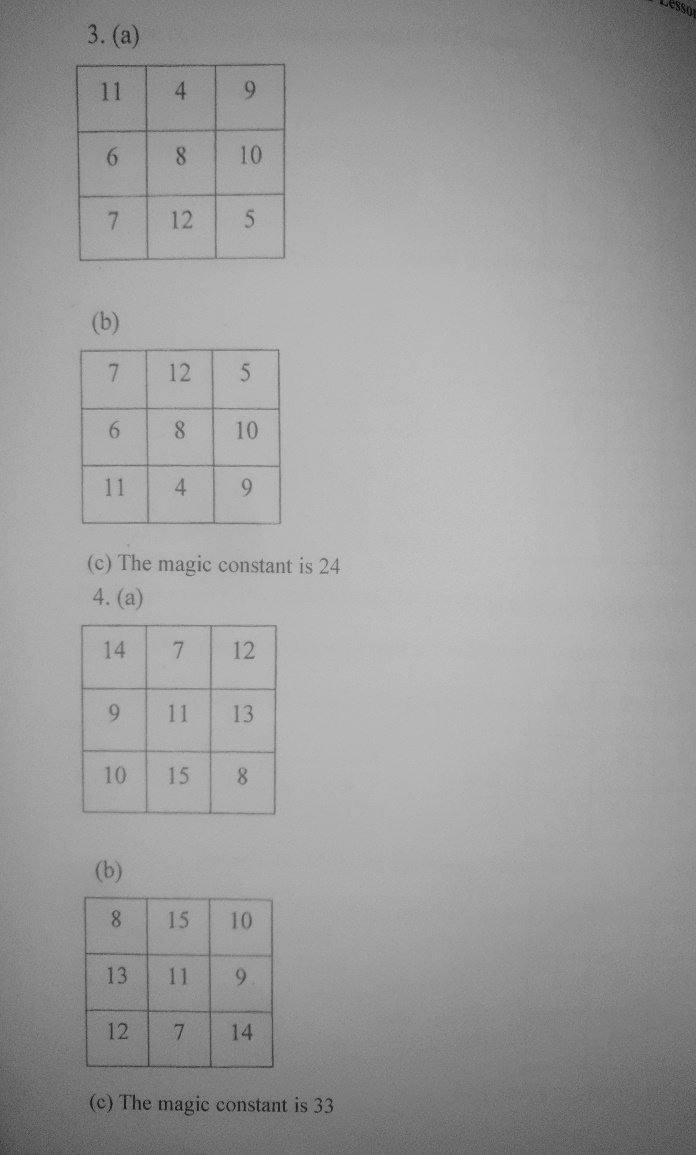 Lesson
3. (a)
11 4 9
6 8 10
7 12 5
(b)
7 12 5
6 8 10
11 4 9
(c) The magic constant is 24
4. (a)
14 7 12
9 11 13
10 15 8
(b)
8 15 10
13 11 9
12 7 14
(c) The magic constant is 33